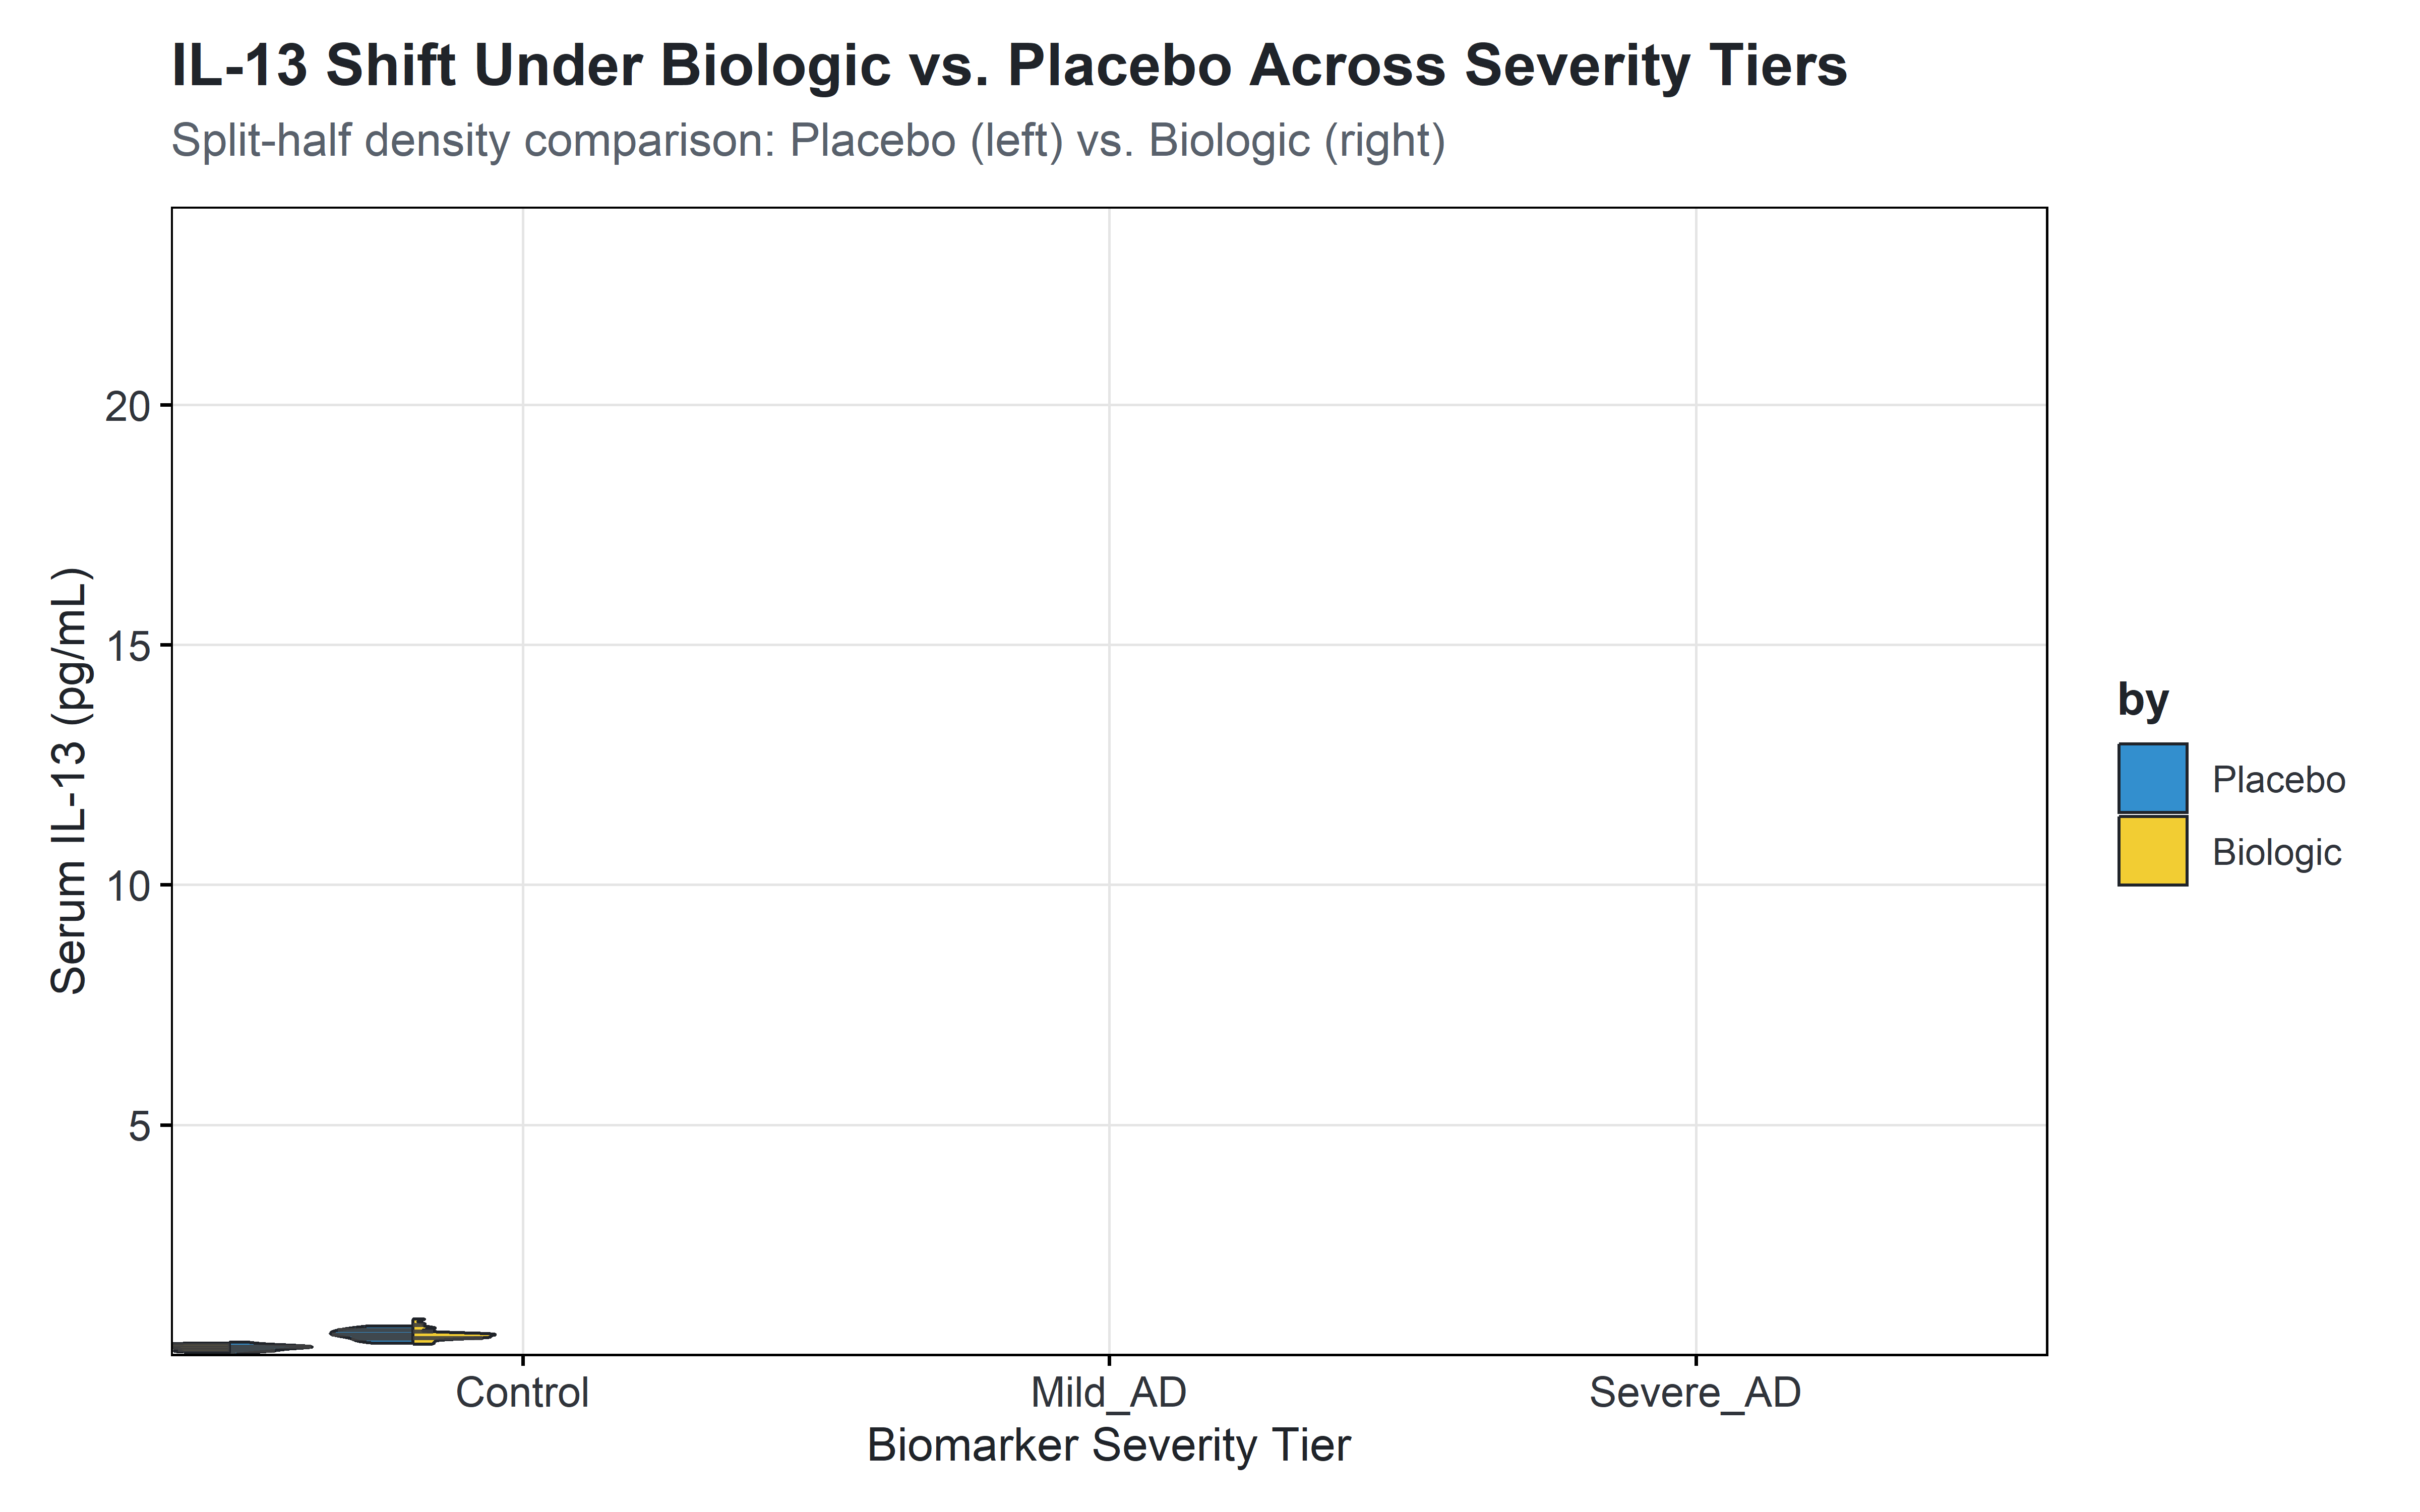 IL-13 Shift Under Biologic vs. Placebo Across Severity Tiers
Split-half density comparison: Placebo (left) vs. Biologic (right)
Serum IL-13 (pg/mL)
20
15
10
5
Control
Mild_AD
Severe_AD
Biomarker Severity Tier
by
Placebo
Biologic